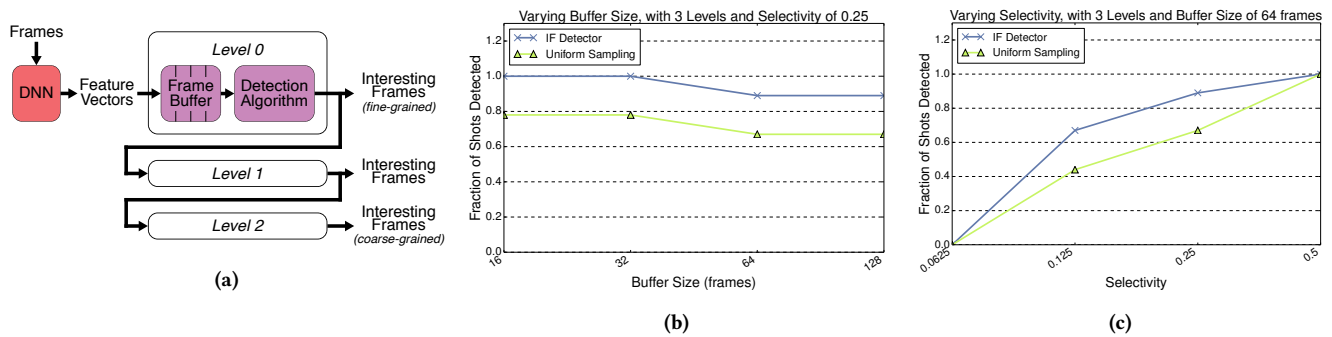 Frames
DNN
Feature
Vectors
Level 0
Frame
Buffer
Detection
Algorithm
Interesting
Frames
(fine-grained)
Level 1
Interesting
Frames
Level 2
Interesting
Frames
(coarse-grained)
(a)
Varying Buffer Size, with 3 Levels and Selectivity of 0.25
IF Detector
Uniform Sampling
Fraction of Shots Detected
1.2
1.0
0.8
0.6
0.4
0.2
0.0
16
32
64
128
Buffer Size (frames)
(b)
Varying Selectivity, with 3 Levels and Buffer Size of 64 frames
IF Detector
Uniform Sampling
Fraction of Shots Detected
1.2
1.0
0.8
0.6
0.4
0.2
0.0
0.0625
0.125
0.25
0.5
Selectivity
(c)